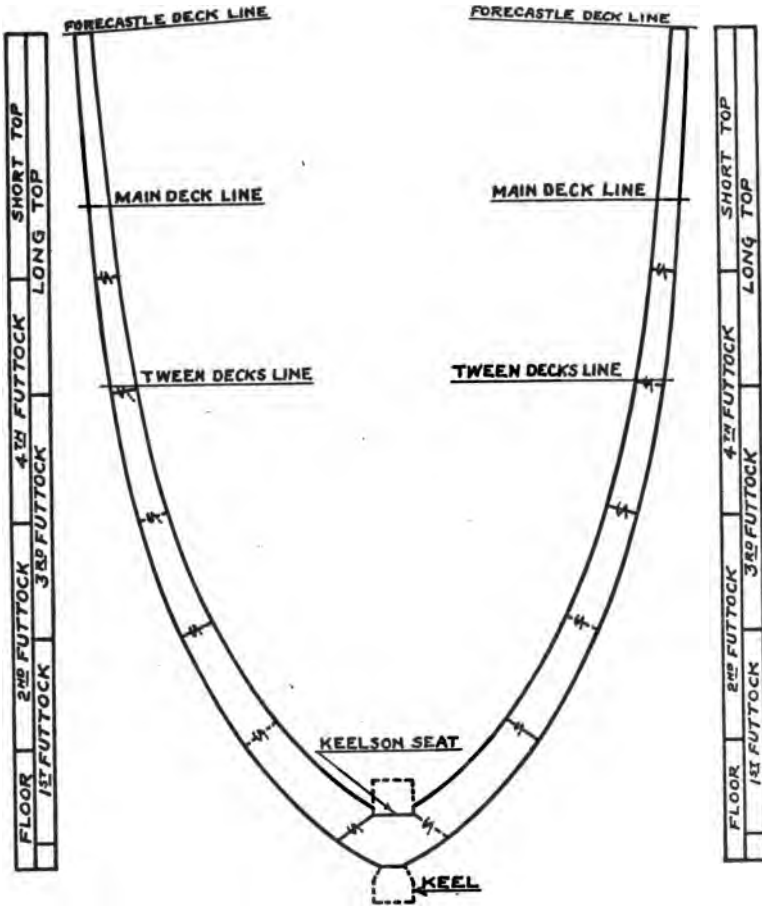 FORECASTLE DECK LINE
FORECASTLE DECK LINE
MAIN DECK LINE
MAIN DECK LINE
TWEEN DECKS LINE
TWEEN DECKS LINE
KEELSON SEAT
KEEL
SHORT TOP
4TH FUTTOCK
2ND FUTTOCK
FLOOR
LONG TOP
3RD FUTTOCK
1ST FUTTOCK
SHORT TOP
4TH FUTTOCK
2ND FUTTOCK
FLOOR
LONG TOP
3RD FUTTOCK
1ST FUTTOCK